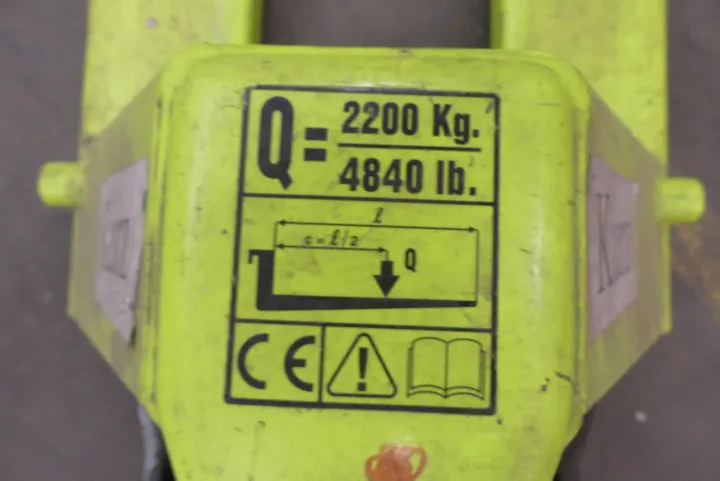 Q = 2200 Kg.
4840 lb.
l
c = l/2
Q
CE
K